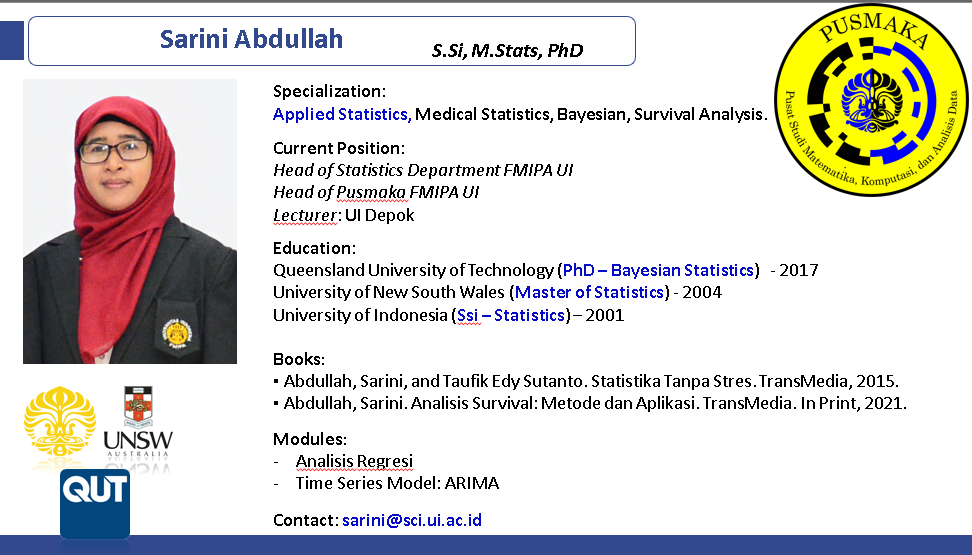 Sarini Abdullah
S.Si, M.Stats, PhD
PUSMAKA
Pusat Studi Matematika, Komputasi, dan Analisis Data
Specialization:
Applied Statistics, Medical Statistics, Bayesian, Survival Analysis.
Current Position:
Head of Statistics Department FMIPA UI
Head of Pusmaka FMIPA UI
Lecturer: UI Depok
Education:
Queensland University of Technology (PhD – Bayesian Statistics) - 2017
University of New South Wales (Master of Statistics) - 2004
University of Indonesia (Ssi – Statistics) – 2001
Books:
▪ Abdullah, Sarini, and Taufik Edy Sutanto. Statistika Tanpa Stres. TransMedia, 2015.
▪ Abdullah, Sarini. Analisis Survival: Metode dan Aplikasi. TransMedia. In Print, 2021.
Modules:
- Analisis Regresi
- Time Series Model: ARIMA
Contact: sarini@sci.ui.ac.id
FMIPA
UNSW
AUSTRALIA
QUT